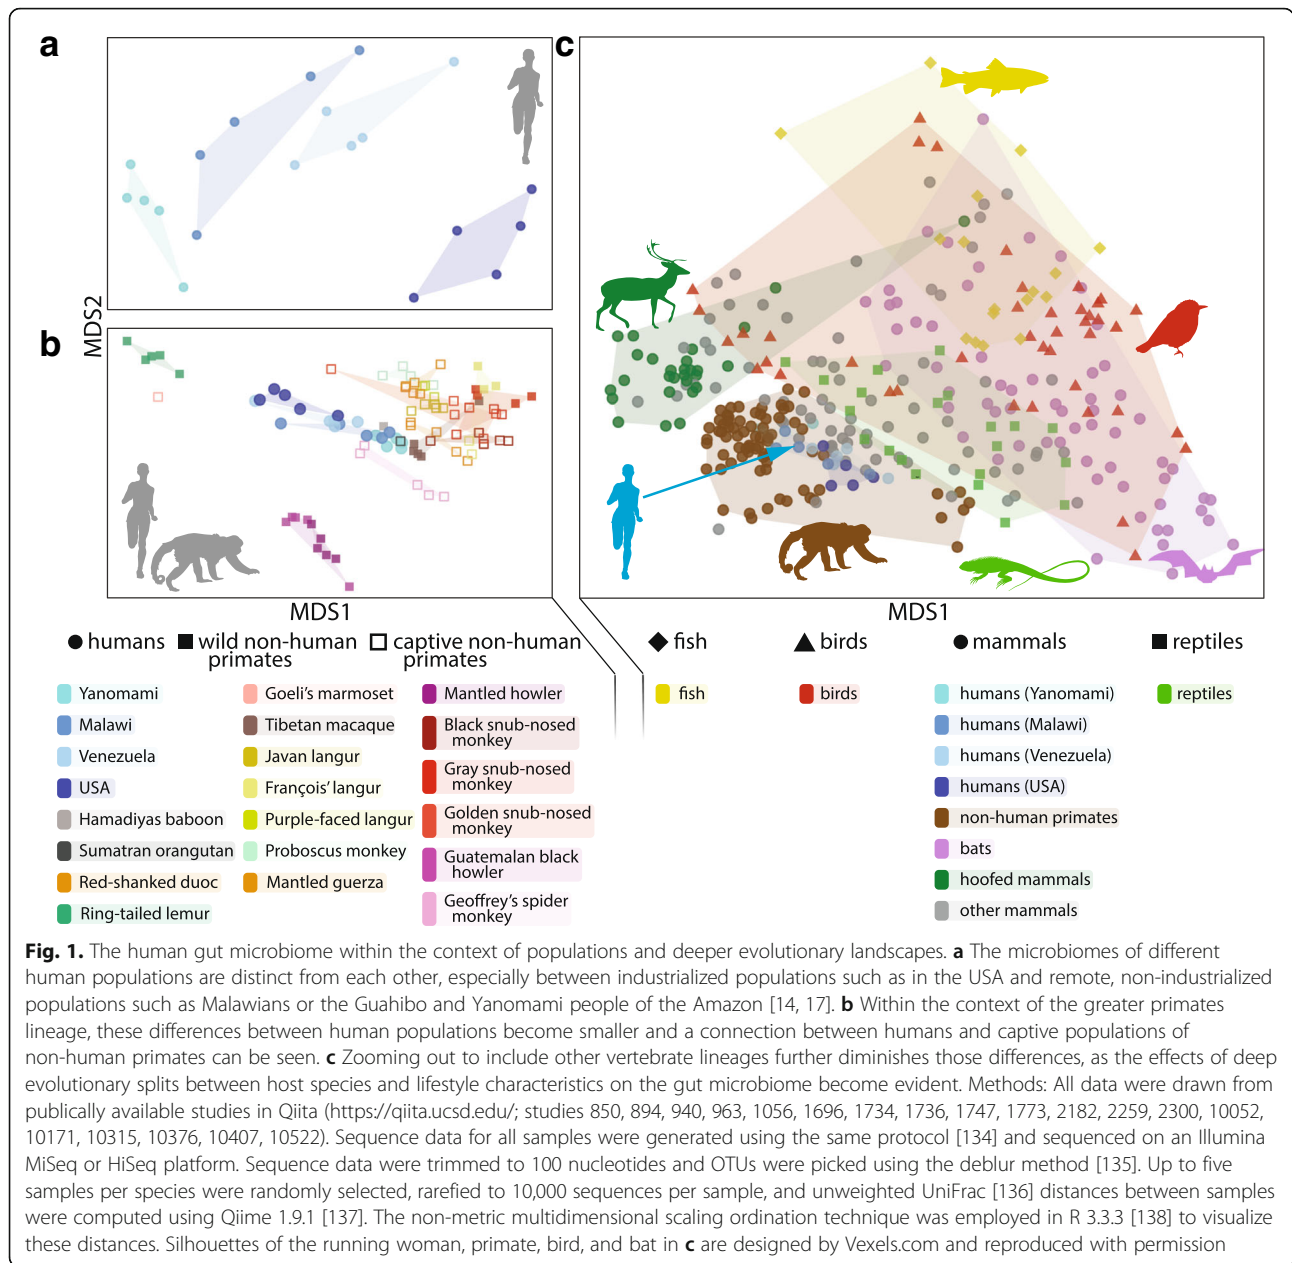 a
c
MDS2
b
MDS1
MDS1
humans
wild non-human
primates
captive non-human
primates
fish
birds
mammals
reptiles
Yanomami
Malawi
Venezuela
USA
Hamadiyas baboon
Sumatran orangutan
Red-shanked duoc
Ring-tailed lemur
Goeli's marmoset
Tibetan macaque
Javan langur
François' langur
Purple-faced langur
Proboscus monkey
Mantled guerza
Mantled howler
Black snub-nosed
monkey
Gray snub-nosed
monkey
Golden snub-nosed
monkey
Guatemalan black
howler
Geoffrey's spider
monkey
fish
birds
humans (Yanomami)
humans (Malawi)
humans (Venezuela)
humans (USA)
non-human primates
bats
hoofed mammals
other mammals
reptiles
Fig. 1. The human gut microbiome within the context of populations and deeper evolutionary landscapes. a The microbiomes of different
human populations are distinct from each other, especially between industrialized populations such as in the USA and remote, non-industrialized
populations such as Malawians or the Guahibo and Yanomami people of the Amazon [14, 17]. b Within the context of the greater primates
lineage, these differences between human populations become smaller and a connection between humans and captive populations of
non-human primates can be seen. c Zooming out to include other vertebrate lineages further diminishes those differences, as the effects of deep
evolutionary splits between host species and lifestyle characteristics on the gut microbiome become evident. Methods: All data were drawn from
publically available studies in Qiita (https://qiita.ucsd.edu/; studies 850, 894, 940, 963, 1056, 1696, 1734, 1736, 1747, 1773, 2182, 2259, 2300, 10052,
10171, 10315, 10376, 10407, 10522). Sequence data for all samples were generated using the same protocol [134] and sequenced on an Illumina
MiSeq or HiSeq platform. Sequence data were trimmed to 100 nucleotides and OTUs were picked using the deblur method [135]. Up to five
samples per species were randomly selected, rarefied to 10,000 sequences per sample, and unweighted UniFrac [136] distances between samples
were computed using Qiime 1.9.1 [137]. The non-metric multidimensional scaling ordination technique was employed in R 3.3.3 [138] to visualize
these distances. Silhouettes of the running woman, primate, bird, and bat in c are designed by Vexels.com and reproduced with permission